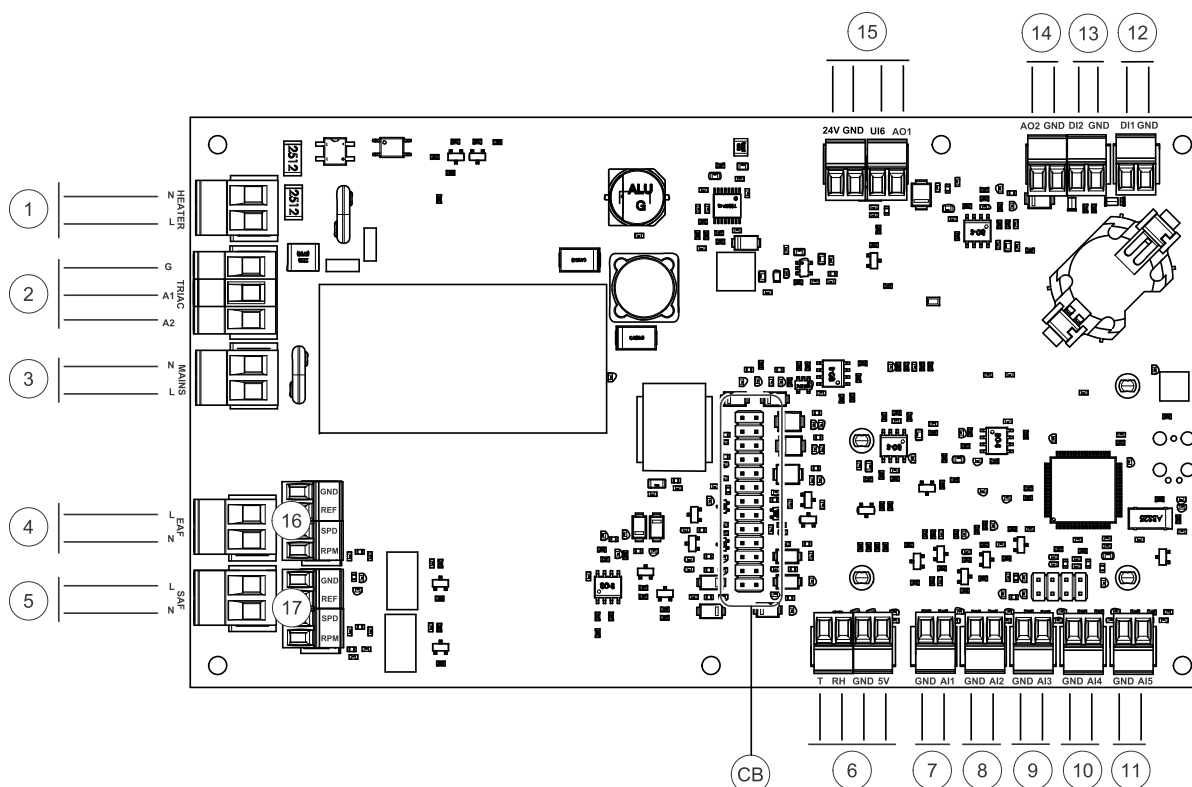 15
14 13 12
24V GND UI6 AO1
AO2 GND DI2 GND DI1 GND
2512
2512
ALU
G
1
N
HEATER
L
2
G
TRIAC
A1
A2
3
N
MAINS
L
4
L
EAF
N
16
GND
REF
SPD
RPM
5
L
SAF
N
17
GND
REF
SPD
RPM
T RH GND 5V GND AI1 GND AI2 GND AI3 GND AI4 GND AI5
CB 6 7 8 9 10 11